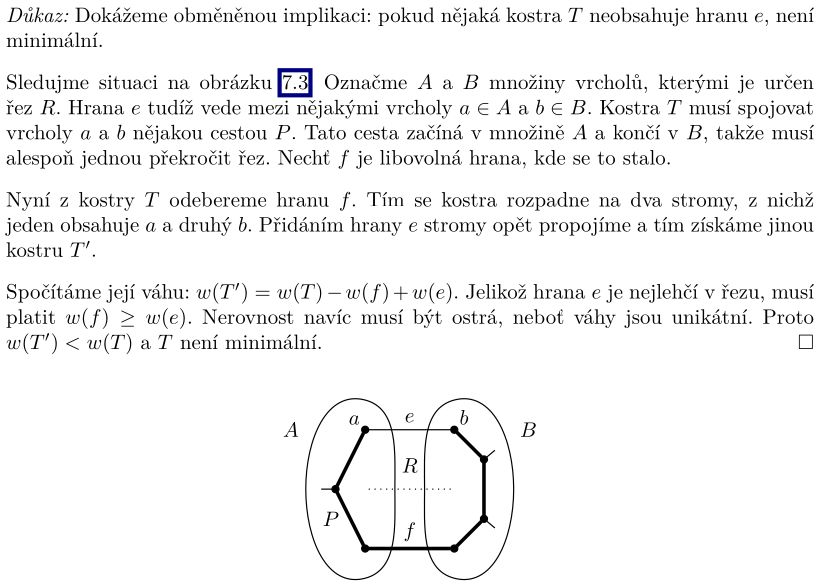 Důkaz: Dokážeme obměněnou implikaci: pokud nějaká kostra T neobsahuje hranu e, není
minimální.
Sledujme situaci na obrázku 7.3 Označme A a B množiny vrcholů, kterými je určen
řez R. Hrana e tudíž vede mezi nějakými vrcholy a ∈ A a b ∈ B. Kostra T musí spojovat
vrcholy a a b nějakou cestou P. Tato cesta začíná v množině A a končí v B, takže musí
alespoň jednou překročit řez. Nechť f je libovolná hrana, kde se to stalo.
Nyní z kostry T odebereme hranu f. Tím se kostra rozpadne na dva stromy, z nichž
jeden obsahuje a a druhý b. Přidáním hrany e stromy opět propojíme a tím získáme jinou
kostru T′.
Spočítáme její váhu: w(T′) = w(T) − w(f) + w(e). Jelikož hrana e je nejlehčí v řezu, musí
platit w(f) ≥ w(e). Nerovnost navíc musí být ostrá, neboť váhy jsou unikátní. Proto
w(T′) < w(T) a T není minimální. □
A a e b B
R
P f